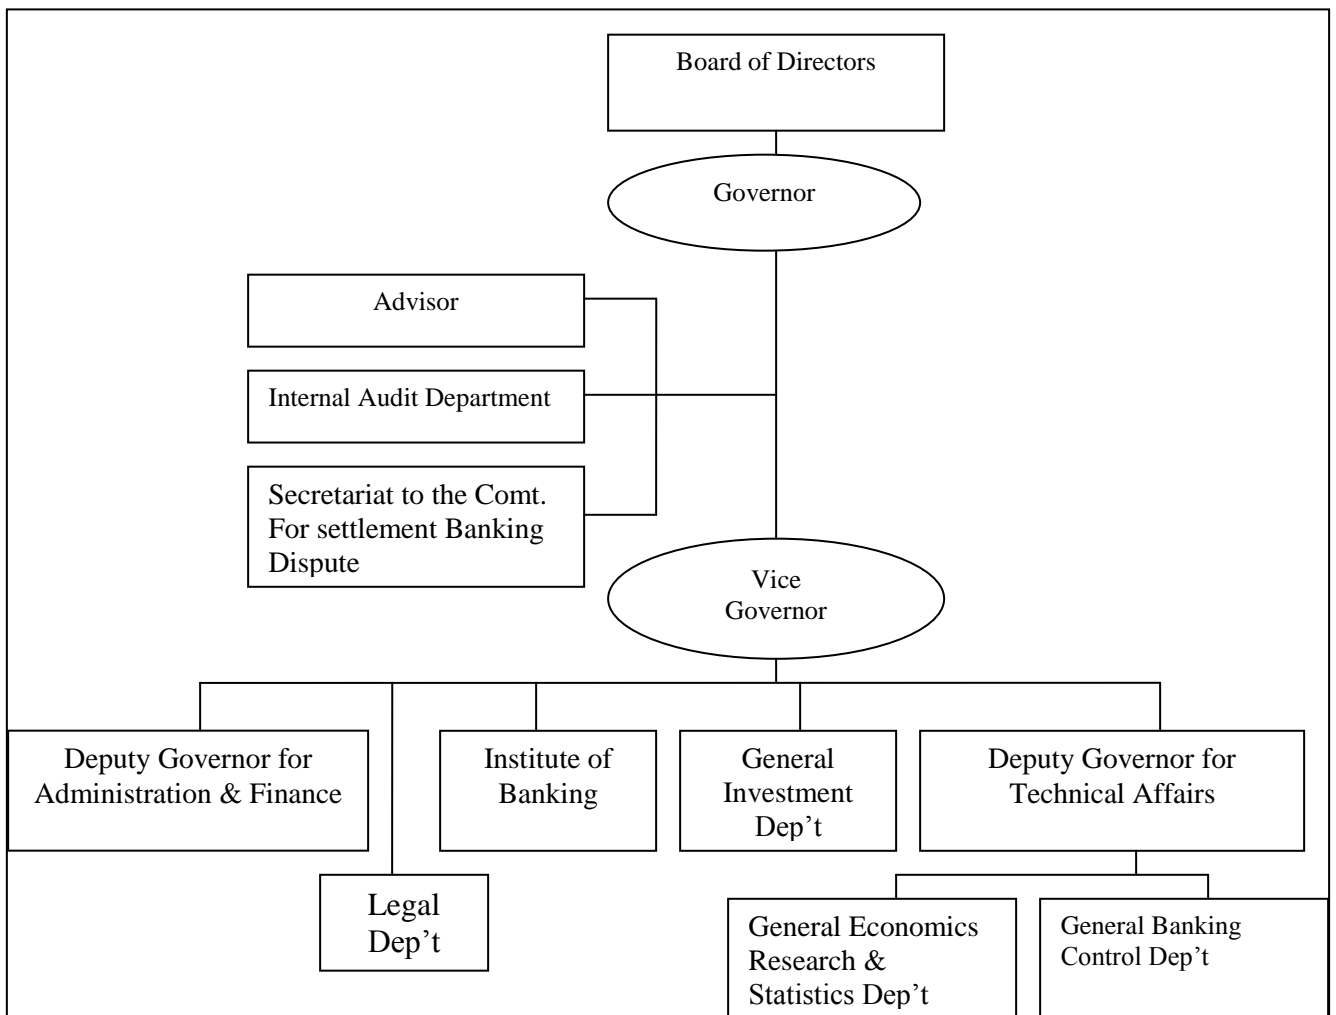 Board of Directors
Governor
Advisor
Internal Audit Department
Secretariat to the Comt.
For settlement Banking
Dispute
Vice
Governor
Deputy Governor for
Administration & Finance
Institute of
Banking
General
Investment
Dep’t
Deputy Governor for
Technical Affairs
Legal
Dep’t
General Economics
Research &
Statistics Dep’t
General Banking
Control Dep’t